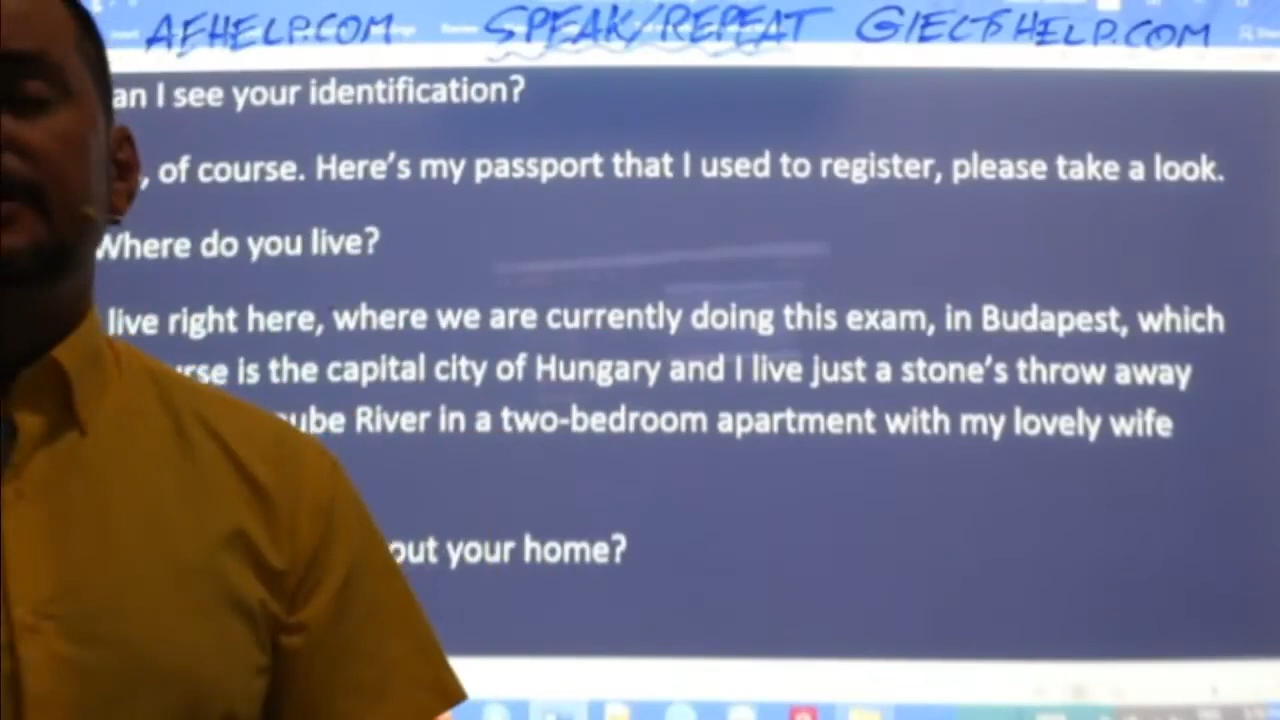 AEHELP.COM SPEAK/REPEAT GIELTSHELP.COM
an I see your identification?
, of course. Here's my passport that I used to register, please take a look.
Where do you live?
live right here, where we are currently doing this exam, in Budapest, which
rse is the capital city of Hungary and I live just a stone's throw away
ube River in a two-bedroom apartment with my lovely wife
out your home?